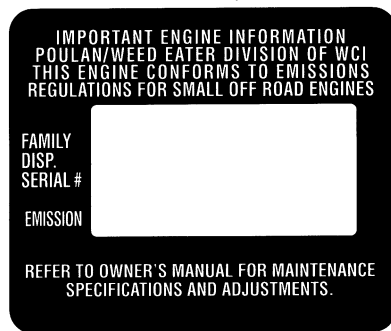 IMPORTANT ENGINE INFORMATION
POULAN/WEED EATER DIVISION OF WCI
THIS ENGINE CONFORMS TO EMISSIONS
REGULATIONS FOR SMALL OFF ROAD ENGINES
FAMILY
DISP.
SERIAL #
EMISSION
REFER TO OWNER'S MANUAL FOR MAINTENANCE
SPECIFICATIONS AND ADJUSTMENTS.